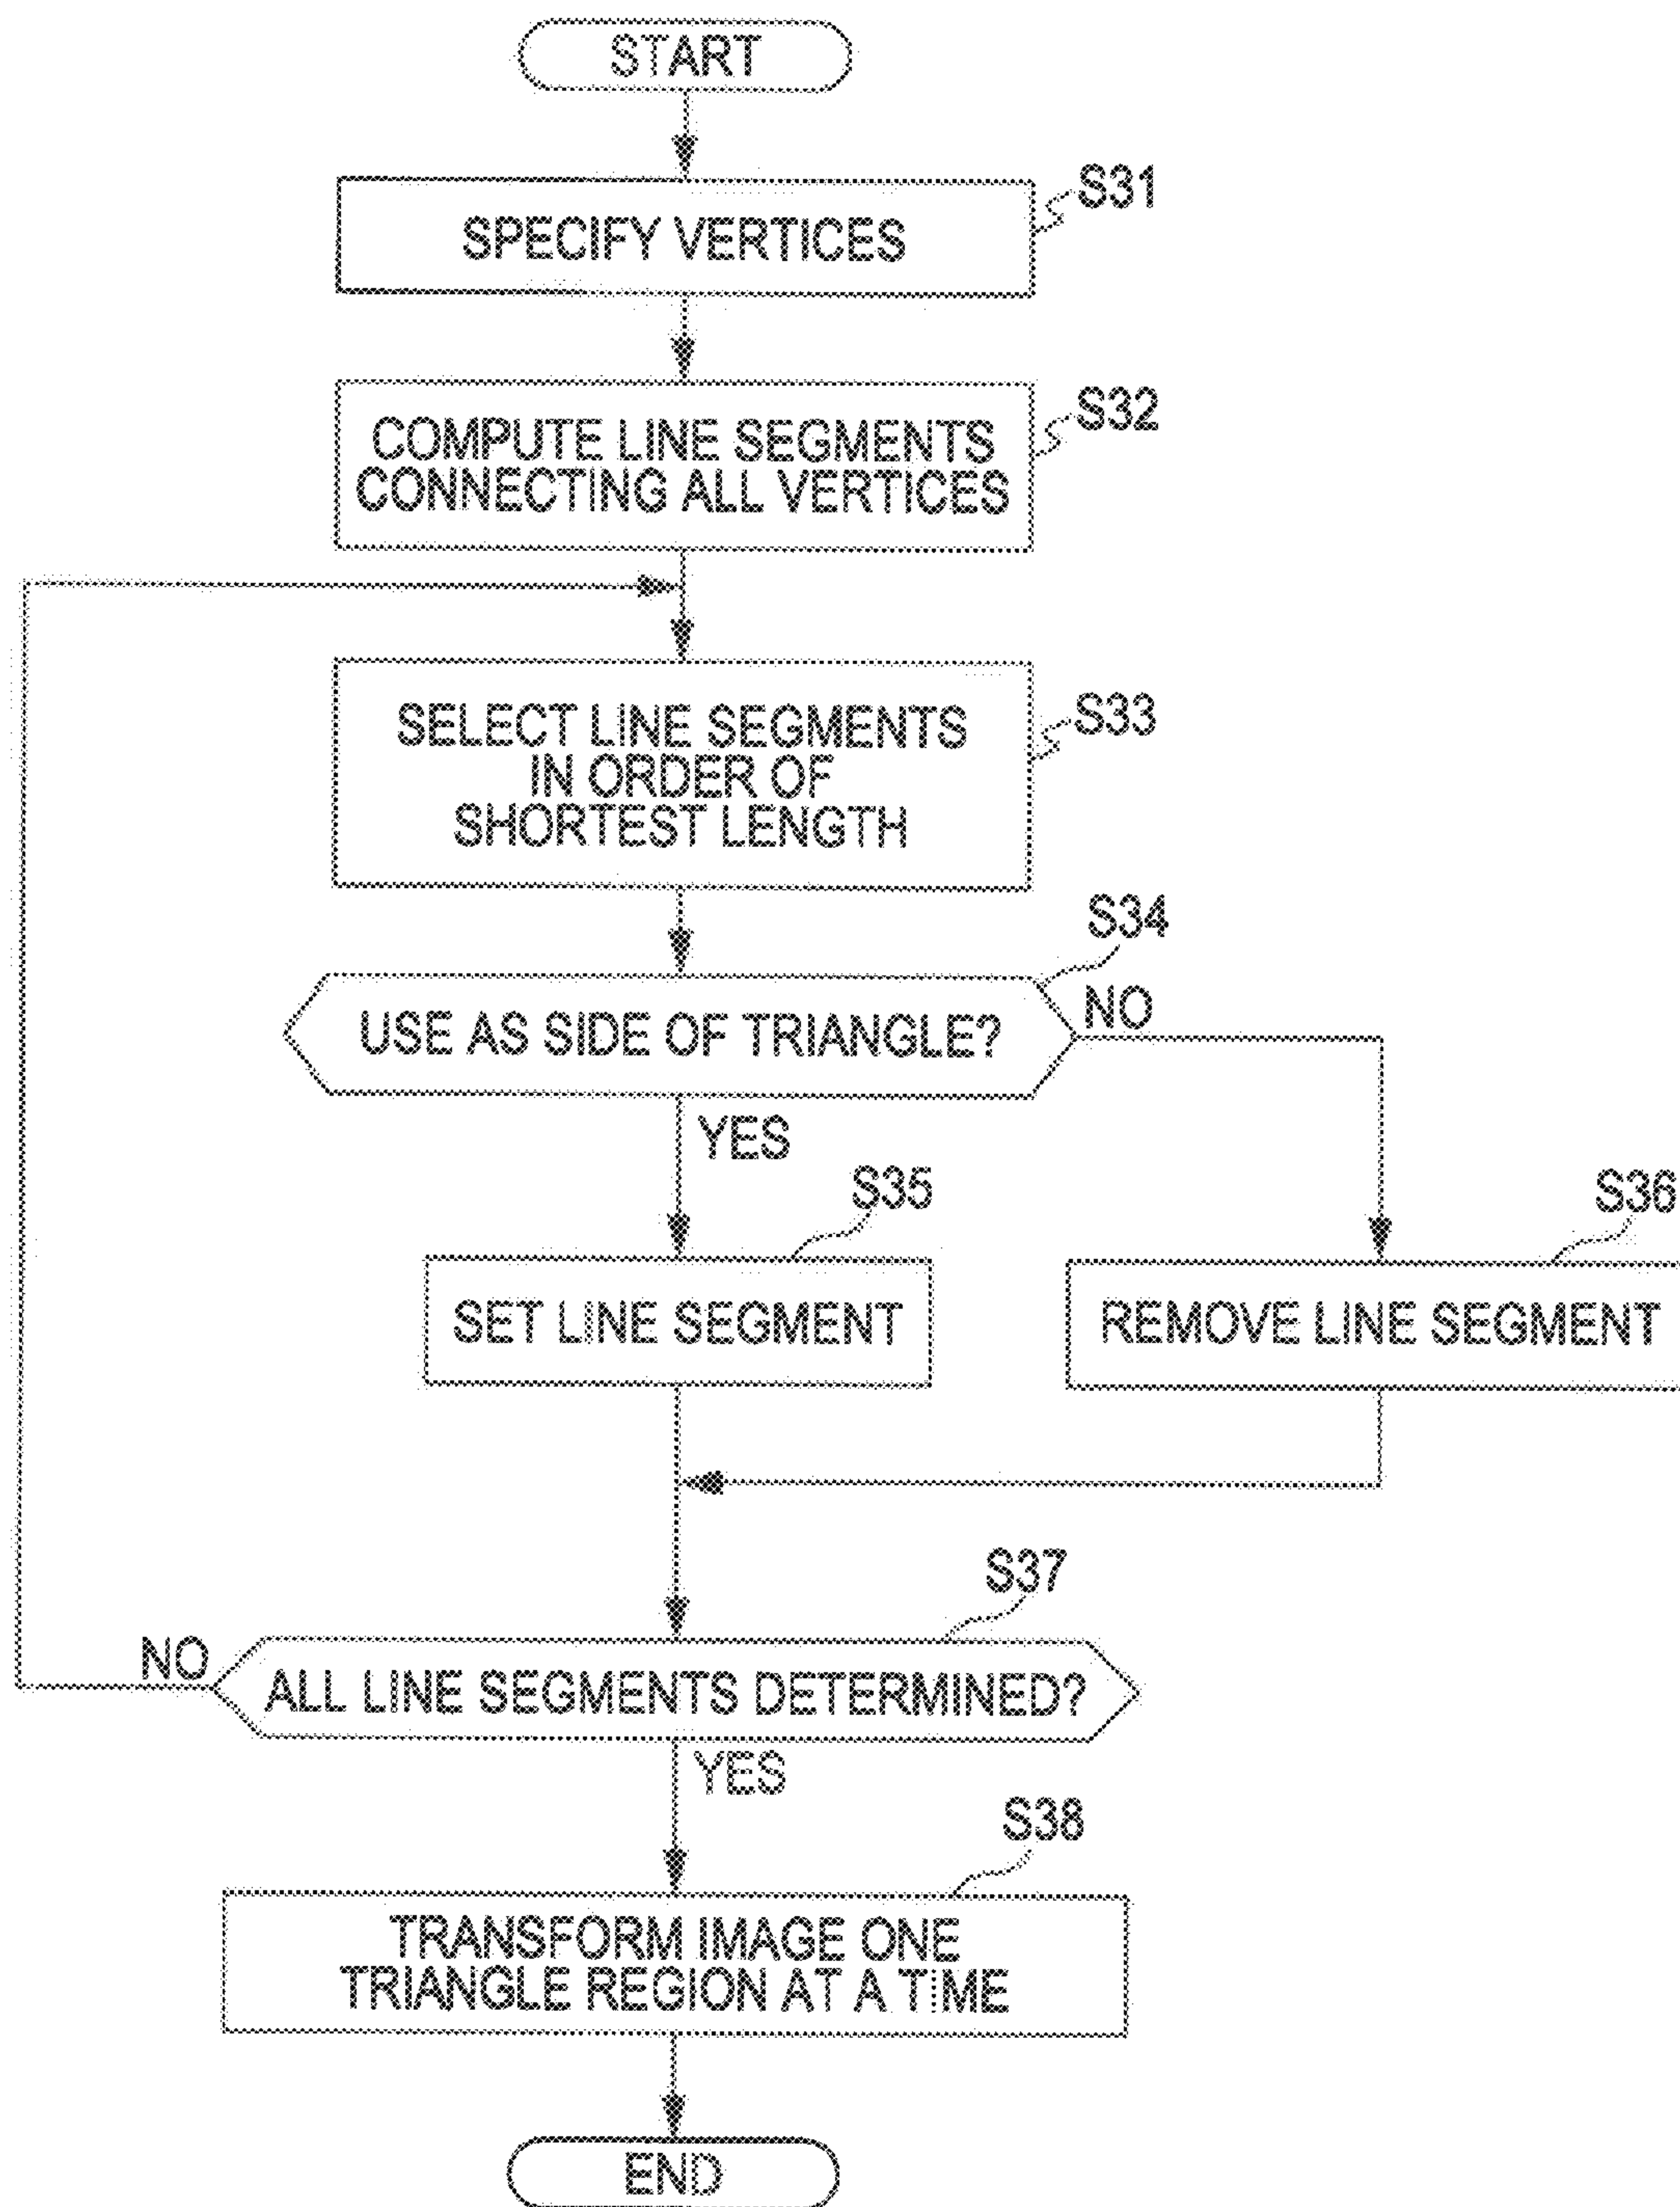 START
S31
SPECIFY VERTICES
S32
COMPUTE LINE SEGMENTS
CONNECTING ALL VERTICES
S33
SELECT LINE SEGMENTS
IN ORDER OF
SHORTEST LENGTH
S34
USE AS SIDE OF TRIANGLE?
NO
YES
S35
S36
SET LINE SEGMENT
REMOVE LINE SEGMENT
S37
NO
ALL LINE SEGMENTS DETERMINED?
YES
S38
TRANSFORM IMAGE ONE
TRIANGLE REGION AT A TIME
END